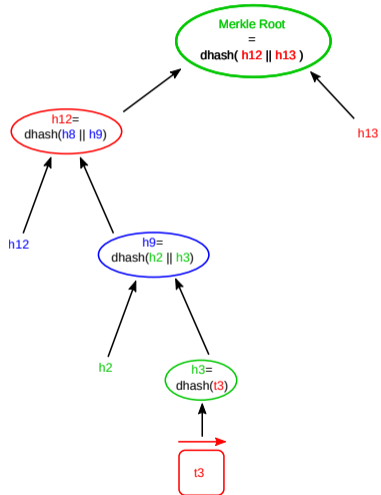 Merkle Root
=
dhash( h12 || h13 )
h12=
dhash(h8 || h9)
h13
h12
h9=
dhash(h2 || h3)
h2
h3=
dhash(t3)
t3